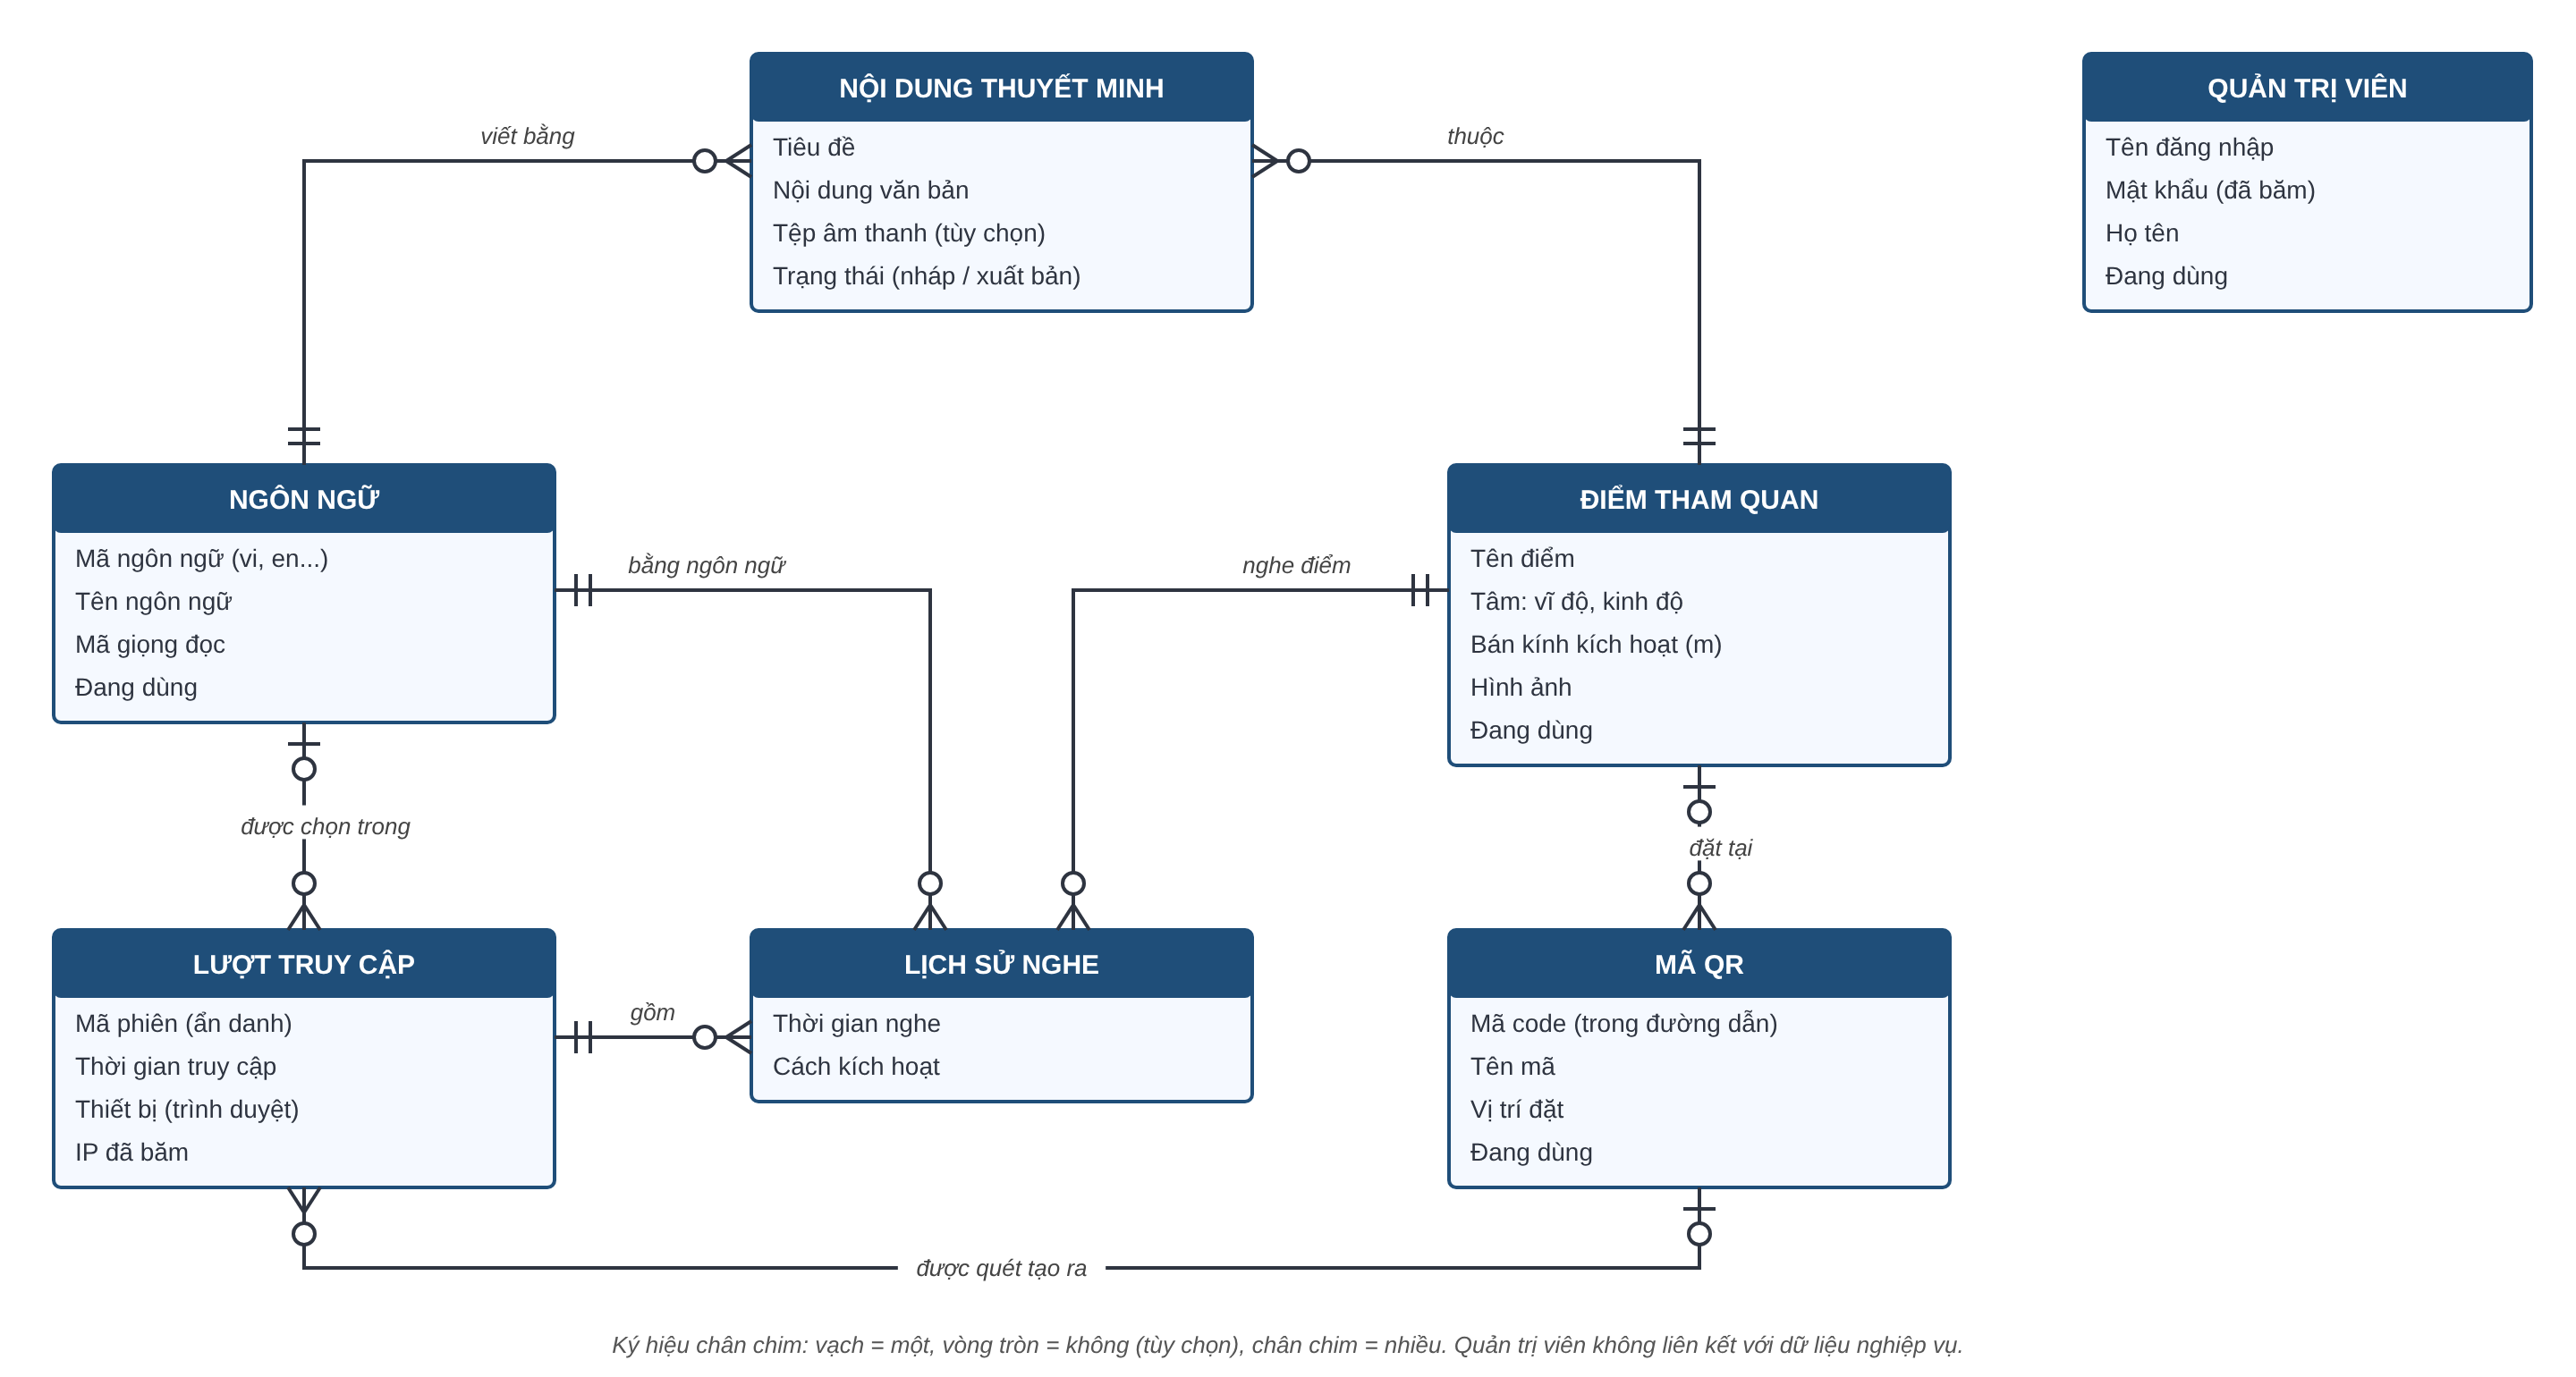 NỘI DUNG THUYẾT MINH
Tiêu đề
Nội dung văn bản
Tệp âm thanh (tùy chọn)
Trạng thái (nháp / xuất bản)
QUẢN TRỊ VIÊN
Tên đăng nhập
Mật khẩu (đã băm)
Họ tên
Đang dùng
viết bằng
thuộc
NGÔN NGỮ
Mã ngôn ngữ (vi, en...)
Tên ngôn ngữ
Mã giọng đọc
Đang dùng
bằng ngôn ngữ
nghe điểm
ĐIỂM THAM QUAN
Tên điểm
Tâm: vĩ độ, kinh độ
Bán kính kích hoạt (m)
Hình ảnh
Đang dùng
được chọn trong
đặt tại
LƯỢT TRUY CẬP
Mã phiên (ẩn danh)
Thời gian truy cập
Thiết bị (trình duyệt)
IP đã băm
gồm
LỊCH SỬ NGHE
Thời gian nghe
Cách kích hoạt
MÃ QR
Mã code (trong đường dẫn)
Tên mã
Vị trí đặt
Đang dùng
được quét tạo ra
Ký hiệu chân chim: vạch = một, vòng tròn = không (tùy chọn), chân chim = nhiều. Quản trị viên không liên kết với dữ liệu nghiệp vụ.